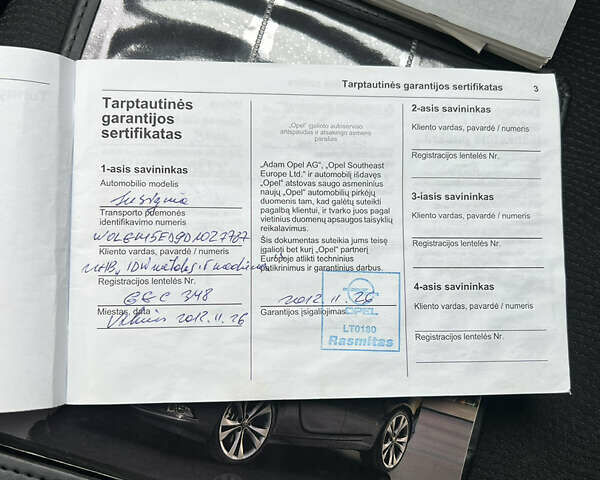 Tarptautinės garantijos sertifikatas 3
Tarptautinės
garantijos
sertifikatas
1-asis savininkas
Automobilio modelis
Insignia
Transporto priemonės
identifikavimo numeris
Kliento vardas, pavardė / numeris
Registracijos lentelės Nr.
GEC 348
Miestas, data
Vilnius 2012.11.26
„Opel“ įgalioto autoserviso
antspaudas ir atsakingo asmens
parašas
„Adam Opel AG“, „Opel Southeast
Europe Ltd.“ ir automobilį išdavęs
„Opel“ atstovas saugo asmeninius
naujų „Opel“ automobilių pirkėjų
duomenis tam, kad galėtų suteikti
pagalbą klientui, ir tvarko juos pagal
vietinius duomenų apsaugos taisyklių
reikalavimus.
Šis dokumentas suteikia jums teisę
įgalioti bet kurį „Opel“ partnerį
Europoje atlikti techninius
patikrinimus ir garantinius darbus.
2012.11.26
Garantijos įsigaliojimas
OPEL
LT0180
Rasmitas
2-asis savininkas
Kliento vardas, pavardė / numeris
Registracijos lentelės Nr.
3-iasis savininkas
Kliento vardas, pavardė / numeris
Registracijos lentelės Nr.
4-asis savininkas
Kliento vardas, pavardė / numeris
Registracijos lentelės Nr.